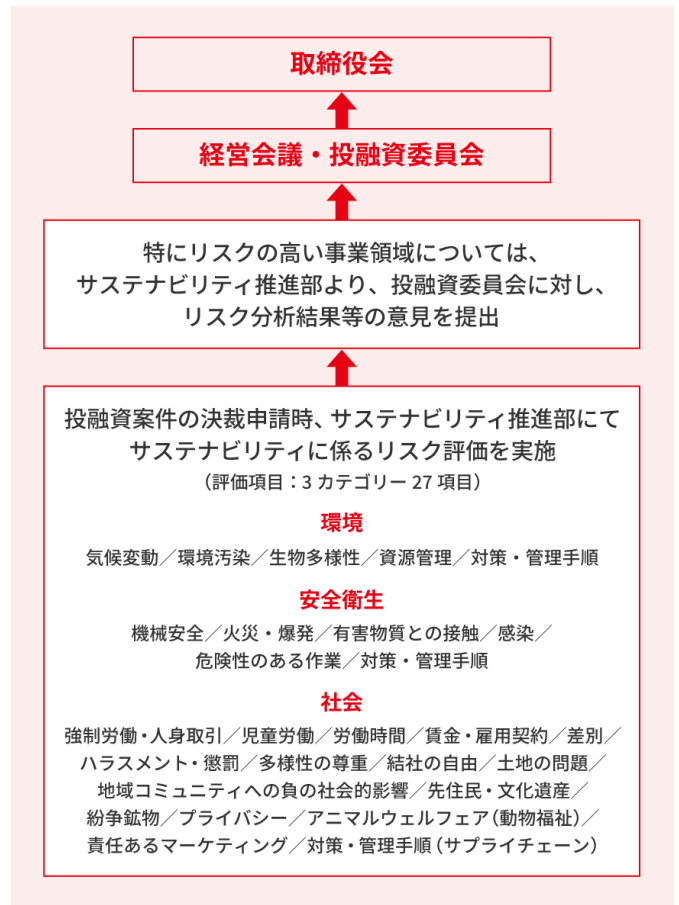 取締役会
経営会議・投融資委員会
特にリスクの高い事業領域については、
サステナビリティ推進部より、投融資委員会に対し、
リスク分析結果等の意見を提出
投融資案件の決裁申請時、サステナビリティ推進部にて
サステナビリティに係るリスク評価を実施
（評価項目：3 カテゴリー 27 項目）
環境
気候変動／環境汚染／生物多様性／資源管理／対策・管理手順
安全衛生
機械安全／火災・爆発／有害物質との接触／感染／
危険性のある作業／対策・管理手順
社会
強制労働・人身取引／児童労働／労働時間／賃金・雇用契約／差別／
ハラスメント・懲罰／多様性の尊重／結社の自由／土地の問題／
地域コミュニティへの負の社会的影響／先住民・文化遺産／
紛争鉱物／プライバシー／アニマルウェルフェア（動物福祉）／
責任あるマーケティング／対策・管理手順（サプライチェーン）